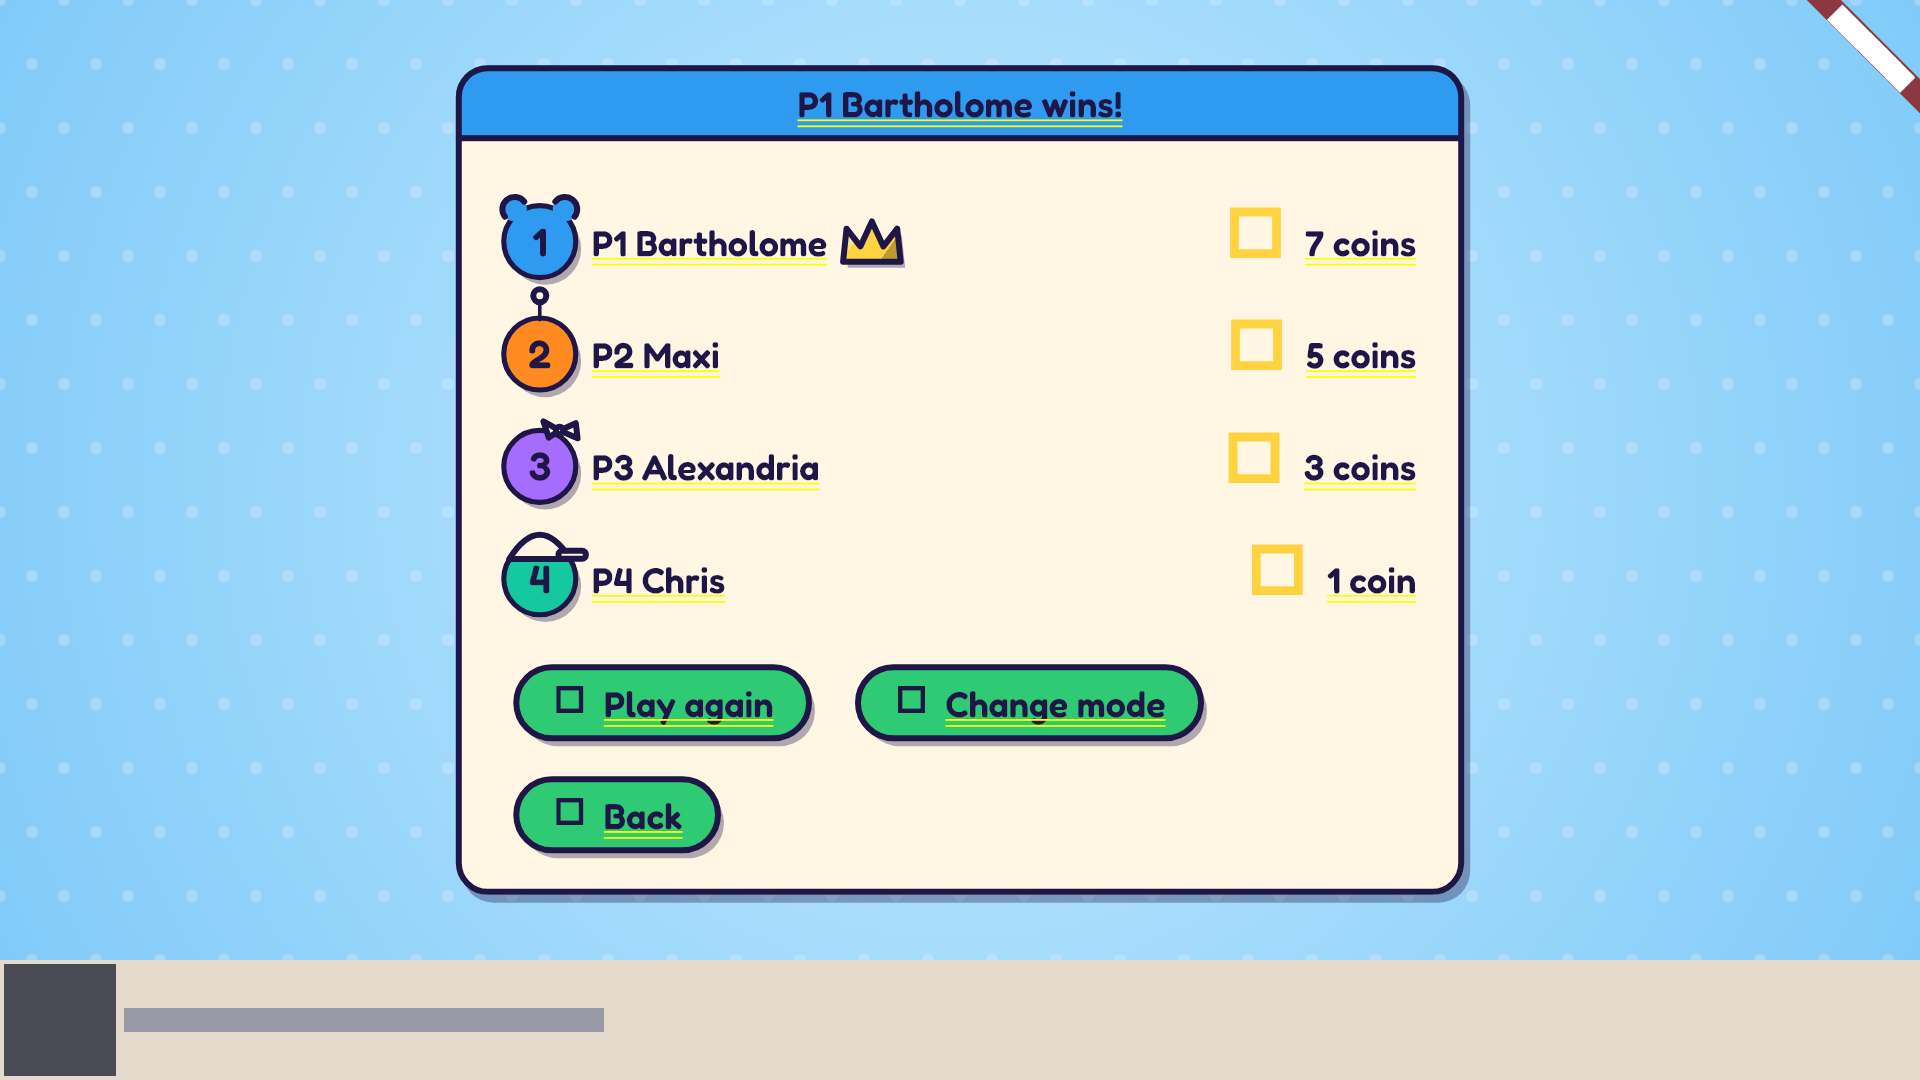 P1 Bartholome wins!
1 P1 Bartholome 7 coins
2 P2 Maxi 5 coins
3 P3 Alexandria 3 coins
4 P4 Chris 1 coin
Play again Change mode
Back